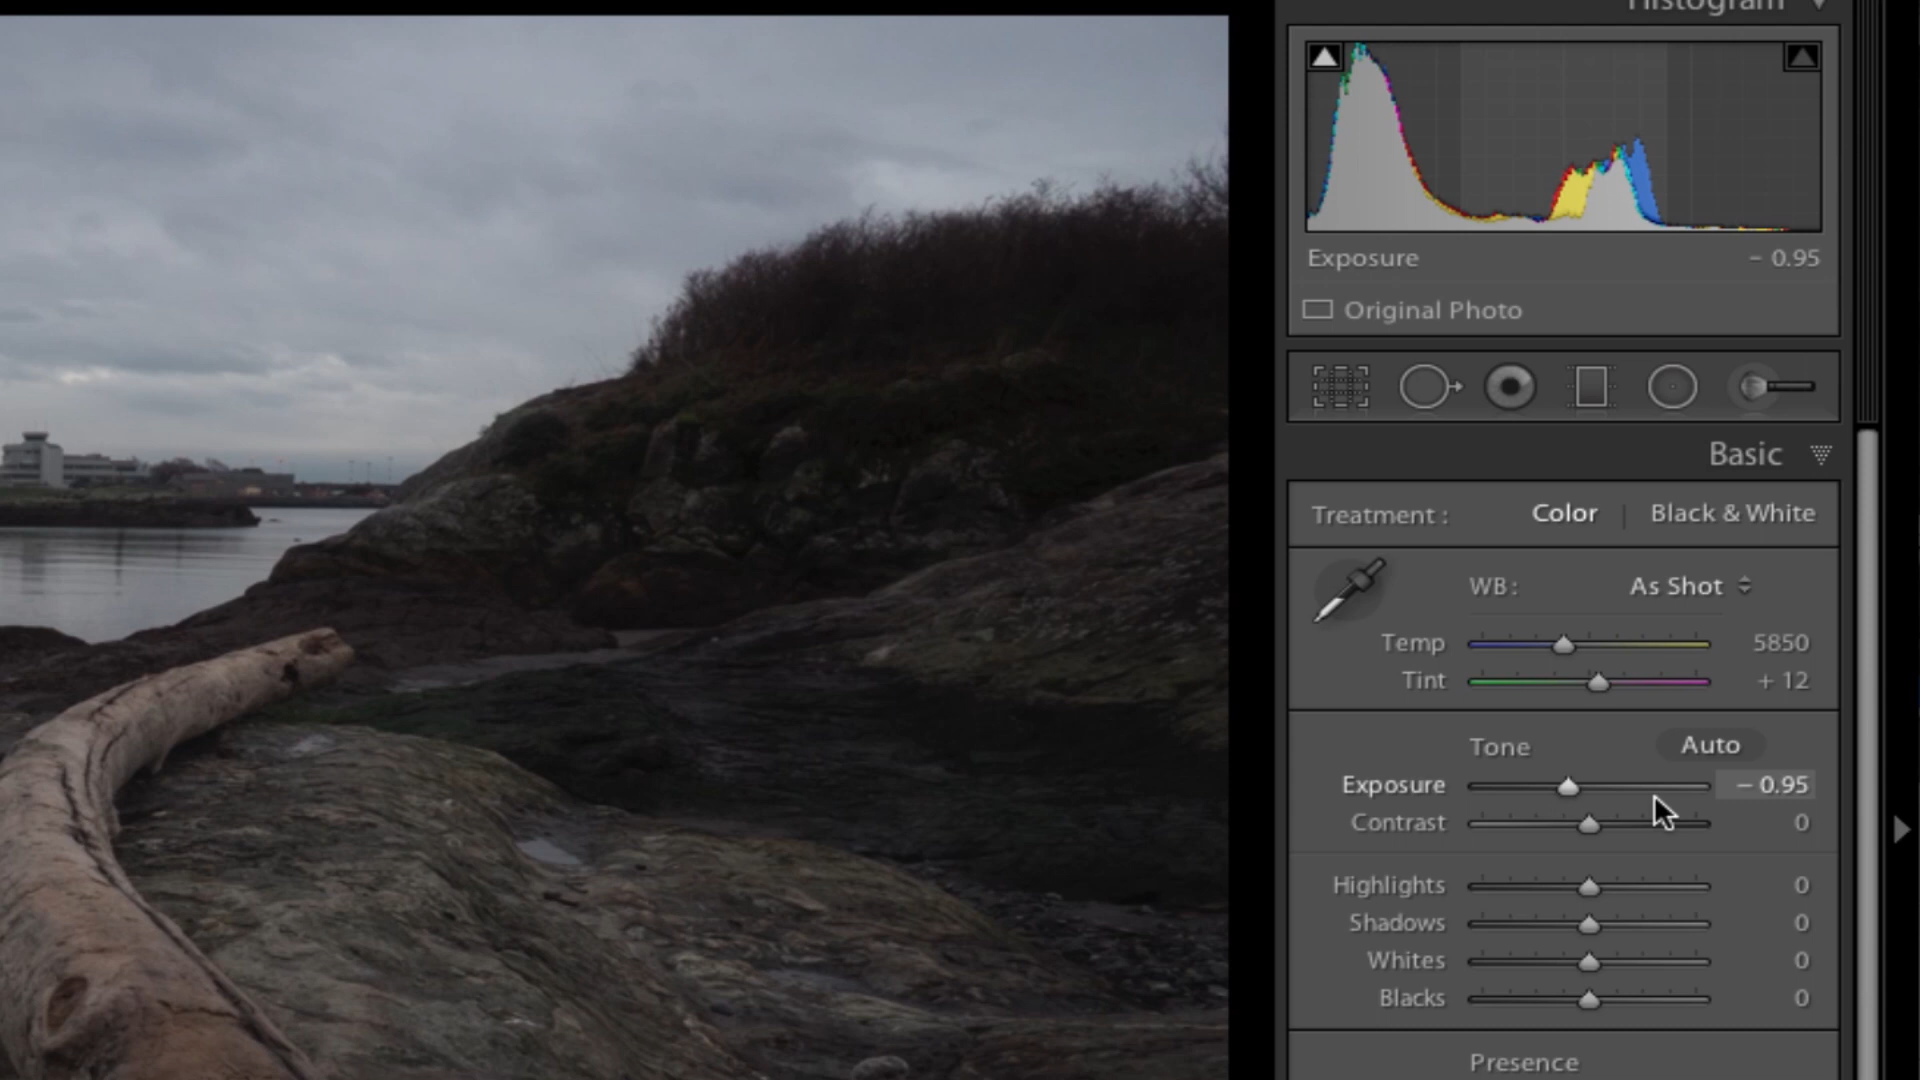 Histogram
Exposure − 0.95
Original Photo
Basic
Treatment : Color | Black & White
WB : As Shot
Temp 5850
Tint + 12
Tone Auto
Exposure − 0.95
Contrast 0
Highlights 0
Shadows 0
Whites 0
Blacks 0
Presence